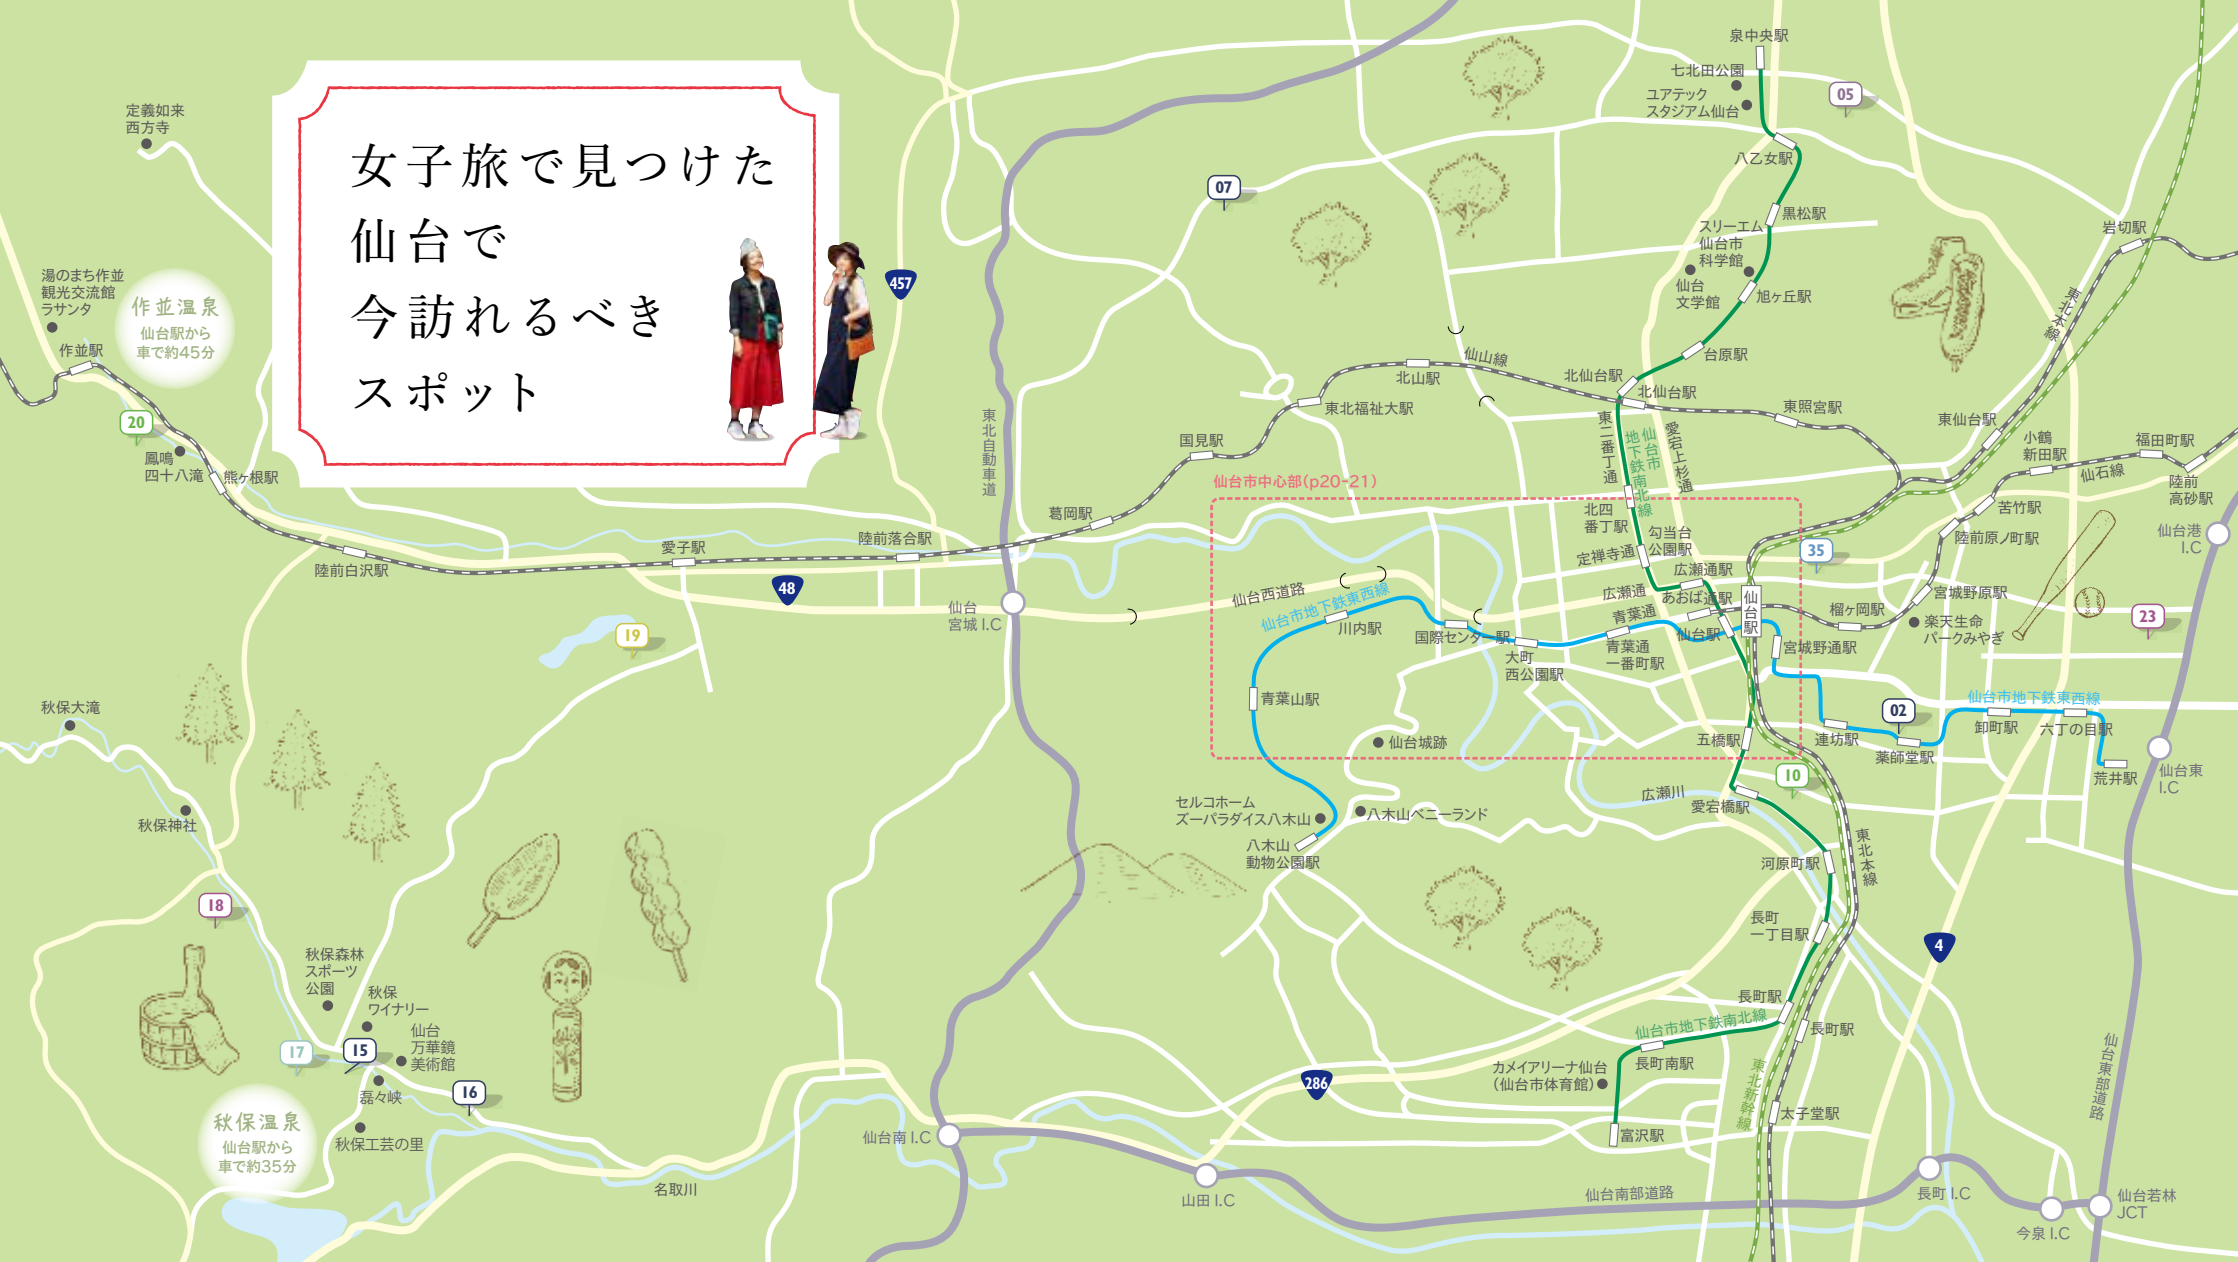 女子旅で見つけた
仙台で
今訪れるべき
スポット
定義如来
西方寺
湯のまち作並
観光交流館
ラサンタ
作並温泉
仙台駅から
車で約45分
作並駅
20
鳳鳴
四十八滝
熊ヶ根駅
陸前白沢駅
愛子駅
陸前落合駅
葛岡駅
国見駅
東北福祉大駅
北山駅
仙山線
457
48
東北自動車道
仙台
宮城 I.C
19
07
泉中央駅
七北田公園
ユアテック
スタジアム仙台
05
八乙女駅
黒松駅
スリーエム
仙台市
科学館
仙台
文学館
旭ヶ丘駅
台原駅
北仙台駅
北仙台駅
東照宮駅
岩切駅
東北本線
東仙台駅
小鶴
新田駅
福田町駅
仙石線
陸前
高砂駅
苦竹駅
陸前原ノ町駅
仙台港
I.C
東二番丁通
仙台市
地下鉄南北線
愛宕上杉通
仙台市中心部(p20-21)
北四
番丁駅
勾当台
公園駅
定禅寺通
広瀬通駅
広瀬通
あおば通駅
青葉通
仙台駅
仙台駅
35
榴ヶ岡駅
宮城野原駅
楽天生命
パークみやぎ
23
宮城野通駅
仙台西道路
仙台市地下鉄東西線
川内駅
国際センター駅
大町
西公園駅
青葉通
一番町駅
青葉山駅
仙台城跡
五橋駅
連坊駅
02
薬師堂駅
仙台市地下鉄東西線
卸町駅
六丁の目駅
荒井駅
仙台東
I.C
10
広瀬川
愛宕橋駅
セルコホーム
ズーパラダイス八木山
八木山ベニーランド
八木山
動物公園駅
河原町駅
東北本線
長町
一丁目駅
4
長町駅
長町駅
仙台市地下鉄南北線
長町南駅
カメイアリーナ仙台
(仙台市体育館)
富沢駅
東北新幹線
太子堂駅
仙台東部道路
286
秋保大滝
秋保神社
18
秋保森林
スポーツ
公園
秋保
ワイナリー
仙台
万華鏡
美術館
17
15
磊々峡
16
秋保温泉
仙台駅から
車で約35分
秋保工芸の里
名取川
仙台南 I.C
山田 I.C
仙台南部道路
長町 I.C
今泉 I.C
仙台若林
JCT